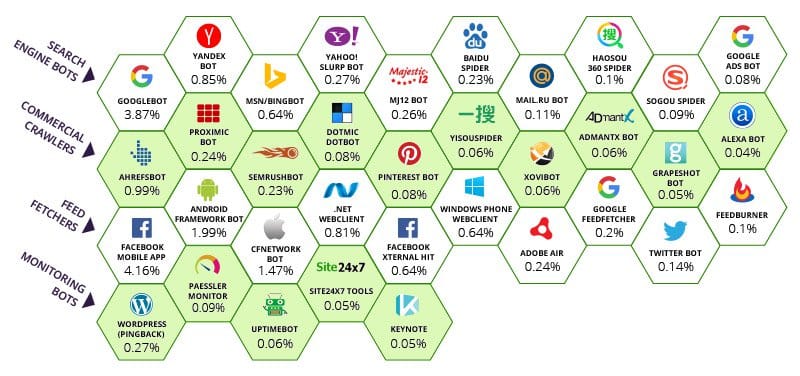 SEARCH
ENGINE BOTS
GOOGLEBOT
3.87%
YANDEX
BOT
0.85%
MSN/BINGBOT
0.64%
YAHOO!
SLURP BOT
0.27%
Majestic-12
MJ12 BOT
0.26%
Baidu
BAIDU
SPIDER
0.23%
MAIL.RU BOT
0.11%
搜
HAOSOU
360 SPIDER
0.1%
SOGOU SPIDER
0.09%
GOOGLE
ADS BOT
0.08%
COMMERCIAL
CRAWLERS
AHREFSBOT
0.99%
PROXIMIC
BOT
0.24%
SEMRUSHBOT
0.23%
DOTMIC
DOTBOT
0.08%
PINTEREST BOT
0.08%
一搜
YISOUSPIDER
0.06%
XOVIBOT
0.06%
ADmantX
ADMANTX BOT
0.06%
GRAPESHOT
BOT
0.05%
ALEXA BOT
0.04%
FEED
FETCHERS
FACEBOOK
MOBILE APP
4.16%
ANDROID
FRAMEWORK BOT
1.99%
CFNETWORK
BOT
1.47%
.NET
WEBCLIENT
0.81%
FACEBOOK
XTERNAL HIT
0.64%
WINDOWS PHONE
WEBCLIENT
0.64%
ADOBE AIR
0.24%
GOOGLE
FEEDFETCHER
0.2%
TWITTER BOT
0.14%
FEEDBURNER
0.1%
MONITORING
BOTS
WORDPRESS
(PINGBACK)
0.27%
PAESSLER
MONITOR
0.09%
UPTIMEBOT
0.06%
Site24x7
SITE24X7 TOOLS
0.05%
KEYNOTE
0.05%